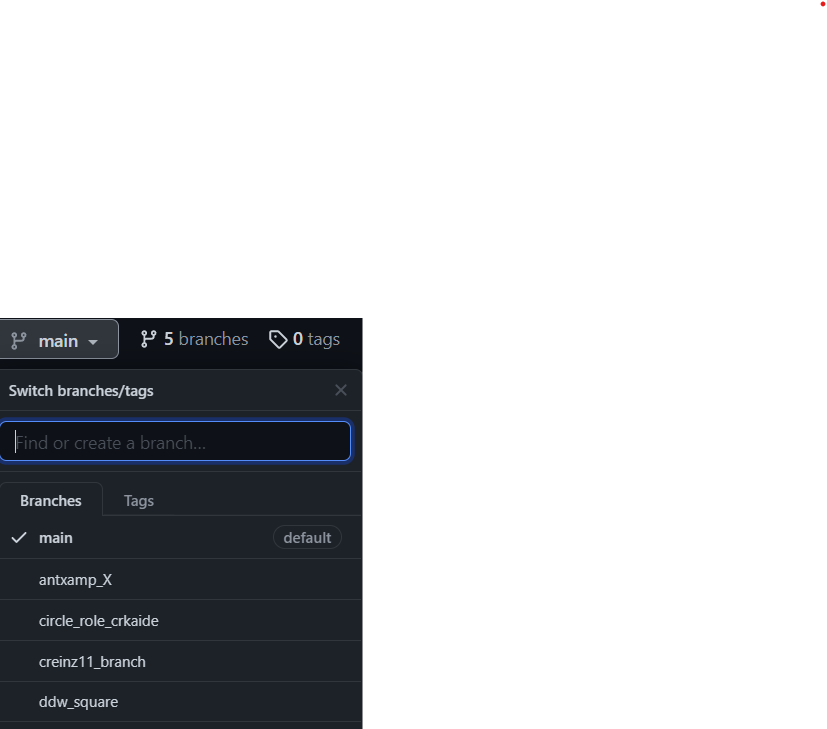 main 5 branches 0 tags
Switch branches/tags
Find or create a branch...
Branches Tags
main default
antxamp_X
circle_role_crkaide
creinz11_branch
ddw_square